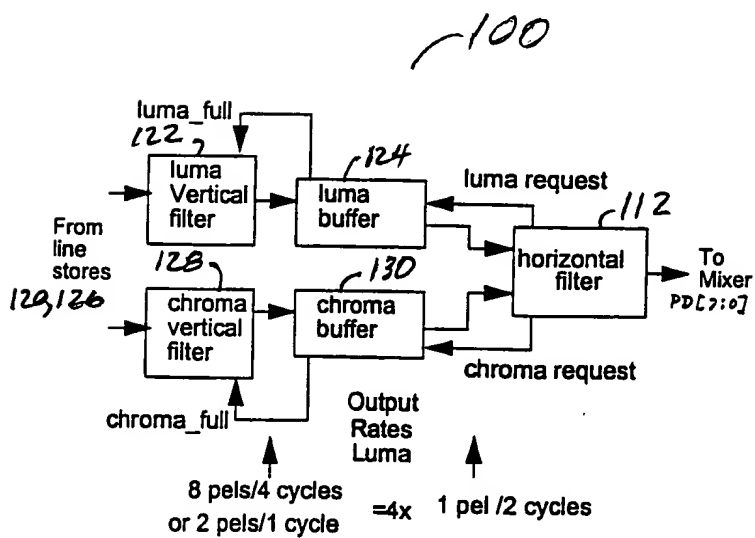 100
luma_full
122
luma
Vertical
filter
124
luma
buffer
luma request
112
horizontal
filter
From
line
stores
120,126
128
chroma
vertical
filter
130
chroma
buffer
To
Mixer
PD[7:0]
chroma request
chroma_full
Output
Rates
Luma
8 pels/4 cycles
or 2 pels/1 cycle
=4x
1 pel /2 cycles